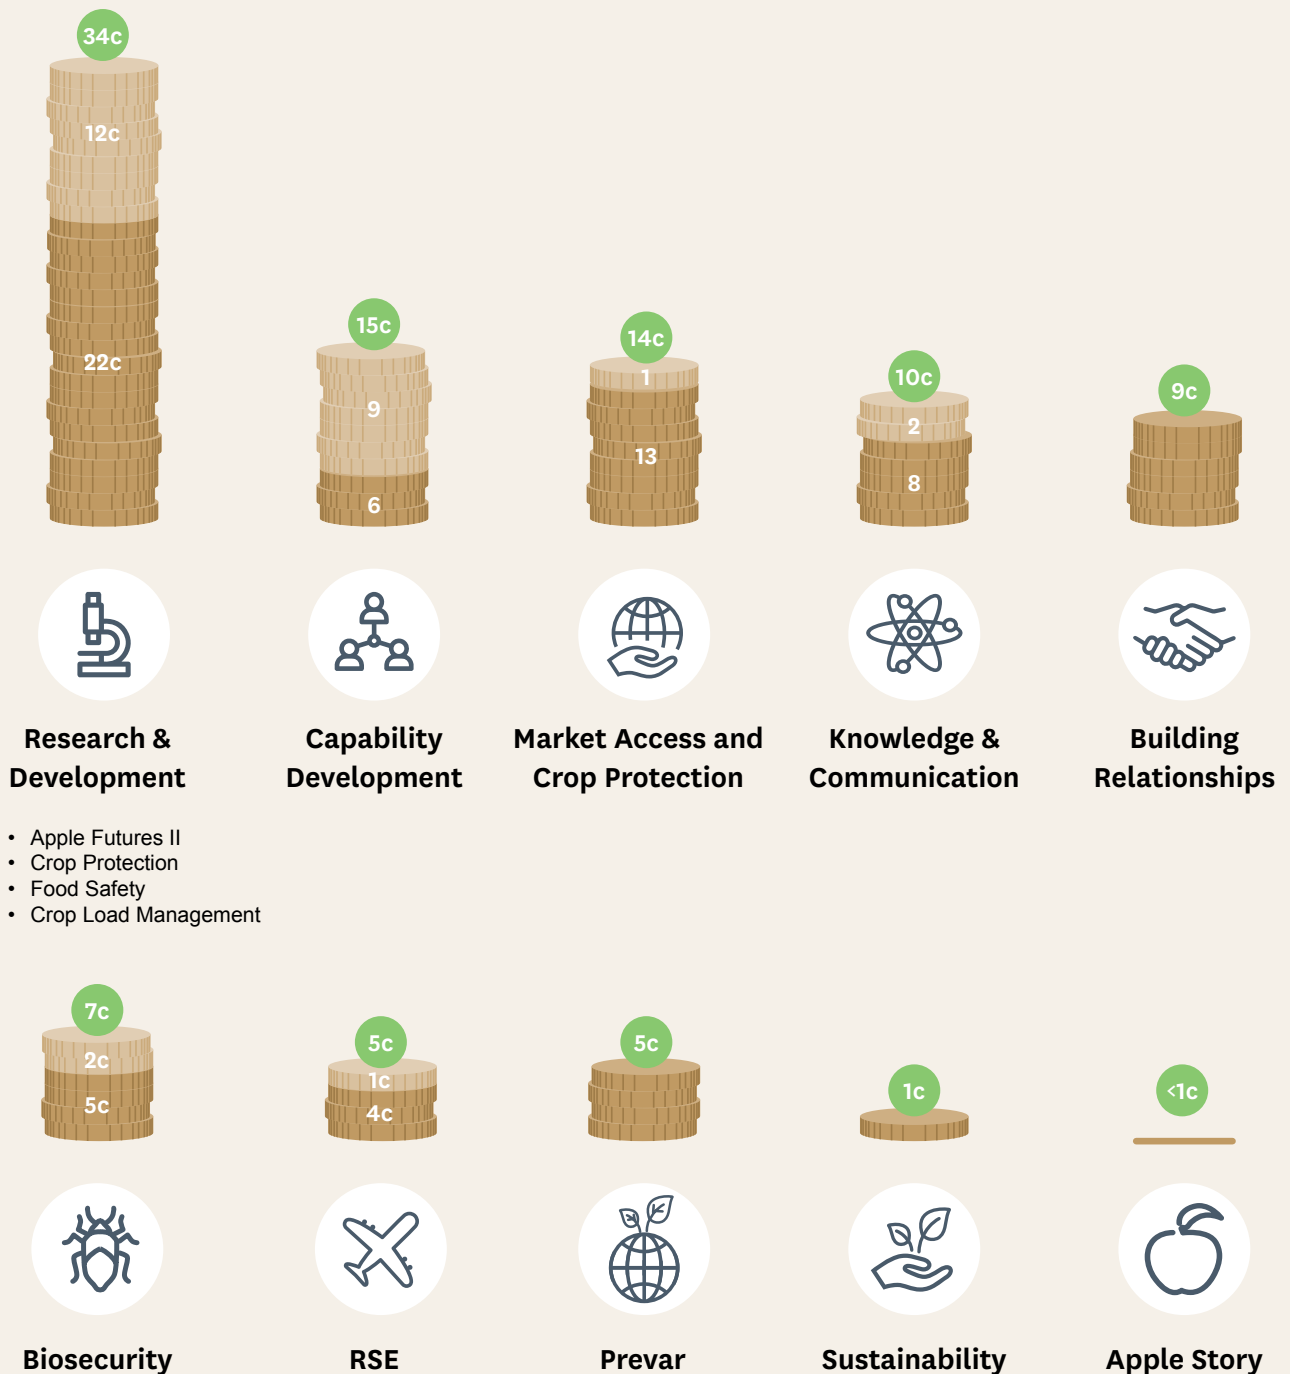 34c
12c
22c
15c
9
6
14c
1
13
10c
2
8
9c
Research &
Development
Capability
Development
Market Access and
Crop Protection
Knowledge &
Communication
Building
Relationships
• Apple Futures II
• Crop Protection
• Food Safety
• Crop Load Management
7c
2c
5c
5c
1c
4c
5c
1c
<1c
Biosecurity
RSE
Prevar
Sustainability
Apple Story